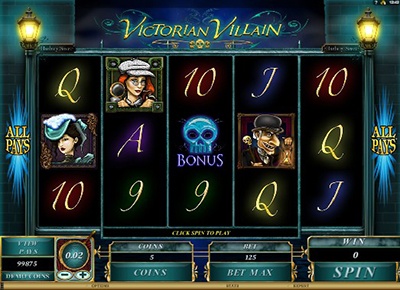 VICTORIAN VILLAIN
Q 10 J 10
ALL PAYS
A
BONUS
Q
ALL PAYS
10 9 9 Q J
CLICK SPIN TO PLAY
99875
0.02
COINS
5
BET
125
WIN
0
COINS
BET MAX
SPIN